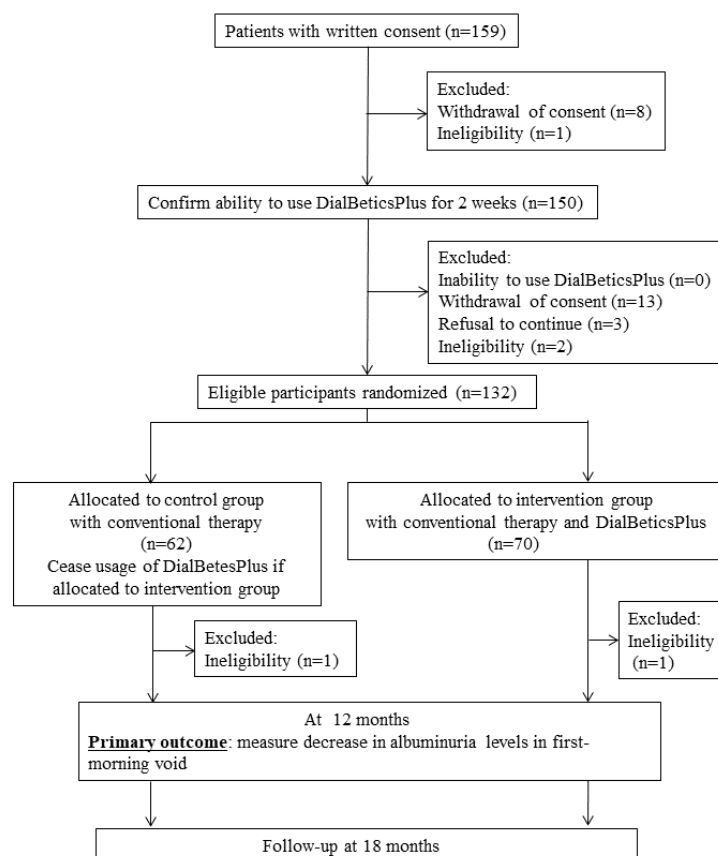 Patients with written consent (n=159)
Excluded:
Withdrawal of consent (n=8)
Ineligibility (n=1)
Confirm ability to use DialBeticsPlus for 2 weeks (n=150)
Excluded:
Inability to use DialBeticsPlus (n=0)
Withdrawal of consent (n=13)
Refusal to continue (n=3)
Ineligibility (n=2)
Eligible participants randomized (n=132)
Allocated to control group
with conventional therapy
(n=62)
Cease usage of DialBetesPlus if
allocated to intervention group
Allocated to intervention group
with conventional therapy and DialBeticsPlus
(n=70)
Excluded:
Ineligibility (n=1)
Excluded:
Ineligibility
(n=1)
At 12 months
Primary outcome: measure decrease in albuminuria levels in first-
morning void
Follow-up at 18 months